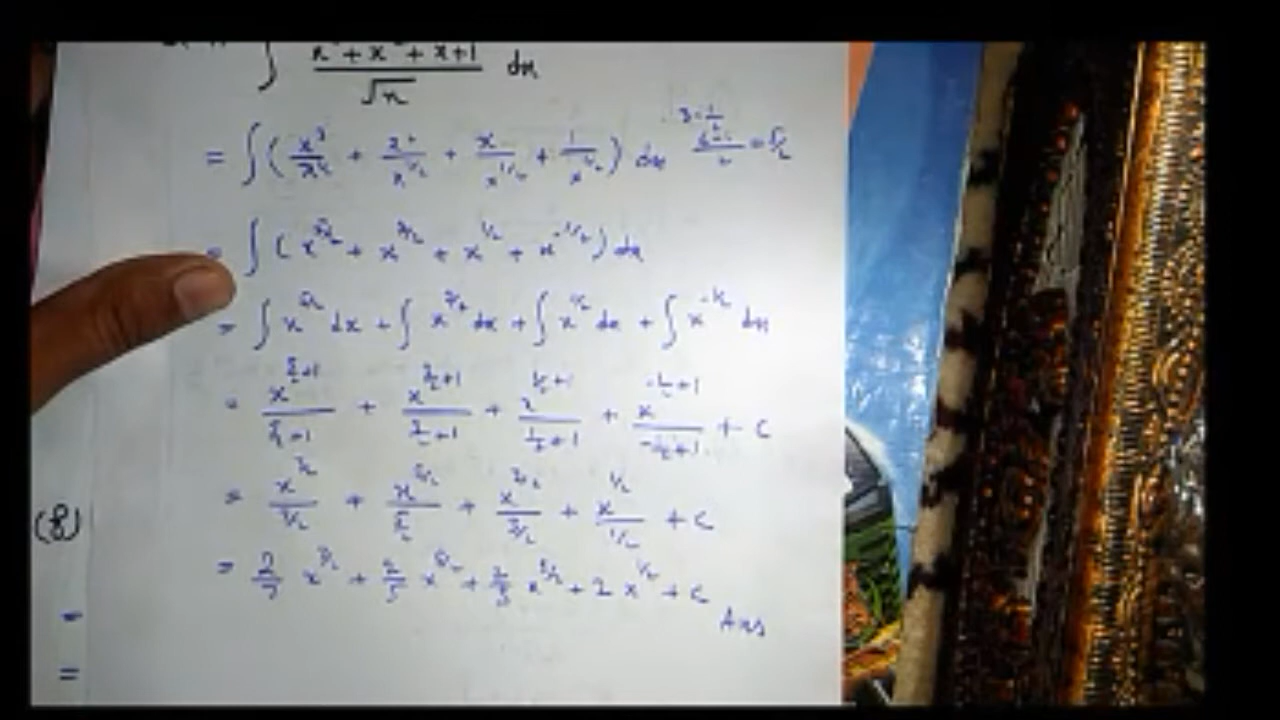 ∫ (x³ + x² + x + 1)/√x dx
= ∫ ( x³/x^1/2 + x²/x^1/2 + x/x^1/2 + 1/x^1/2 ) dx
= ∫ ( x^5/2 + x^3/2 + x^1/2 + x^-1/2 ) dx
= ∫ x^5/2 dx + ∫ x^3/2 dx + ∫ x^1/2 dx + ∫ x^-1/2 dx
= x^(5/2+1)/(5/2+1) + x^(3/2+1)/(3/2+1) + x^(1/2+1)/(1/2+1) + x^(-1/2+1)/(-1/2+1) + c
= x^7/2/(7/2) + x^5/2/(5/2) + x^3/2/(3/2) + x^1/2/(1/2) + c
(8)
= 2/7 x^7/2 + 2/5 x^5/2 + 2/3 x^3/2 + 2 x^1/2 + c
Ans
=